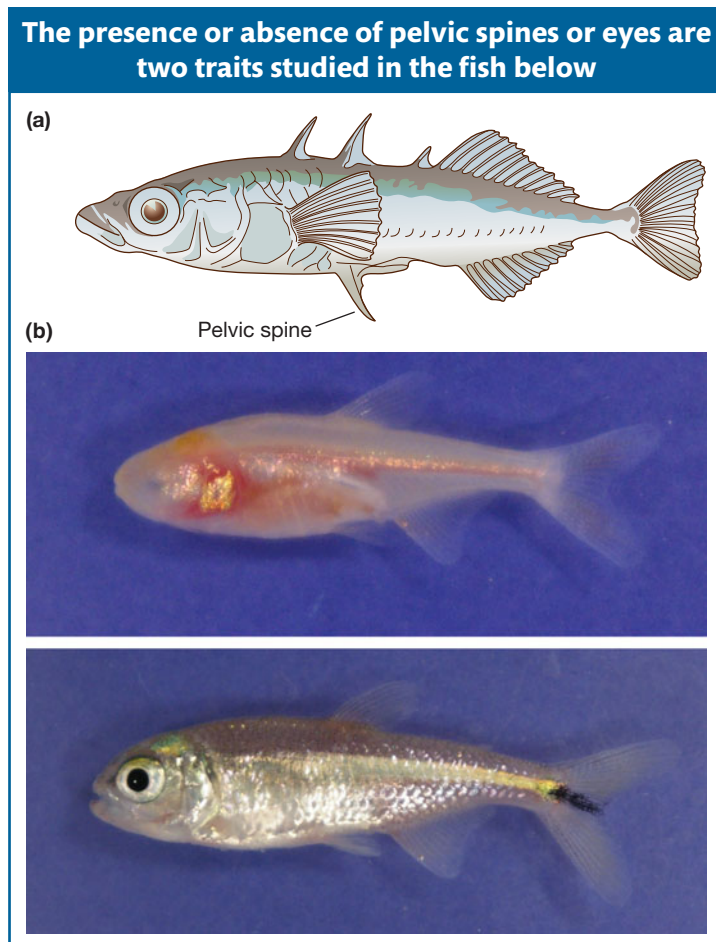 The presence or absence of pelvic spines or eyes are
two traits studied in the fish below
(a)
Pelvic spine
(b)